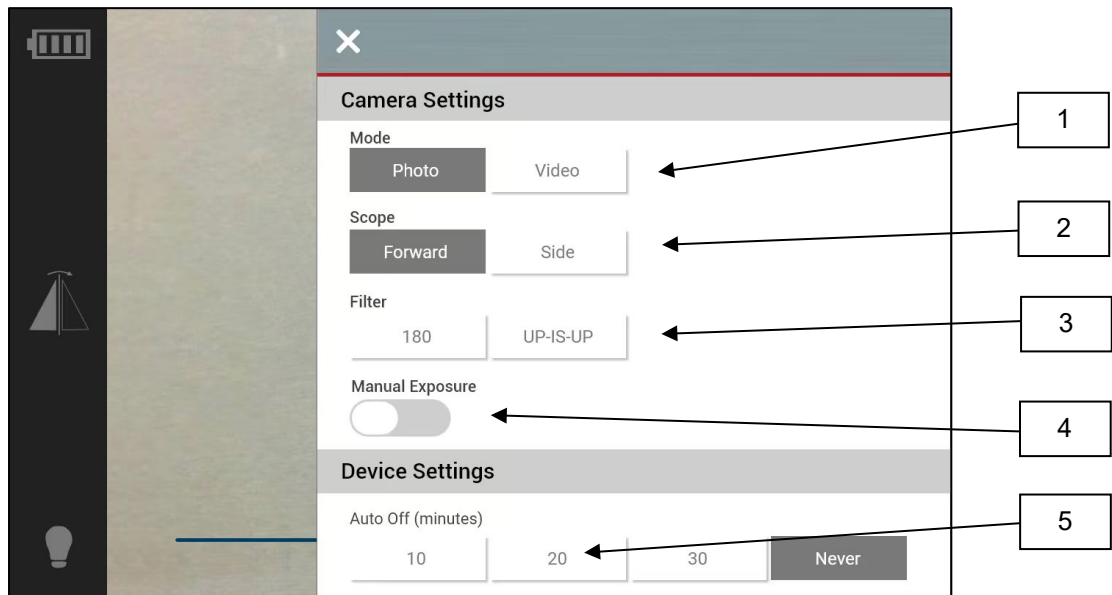 Camera Settings
Mode
Photo Video
1
Scope
Forward Side
2
Filter
180 UP-IS-UP
3
Manual Exposure
4
Device Settings
Auto Off (minutes)
5
10 20 30 Never